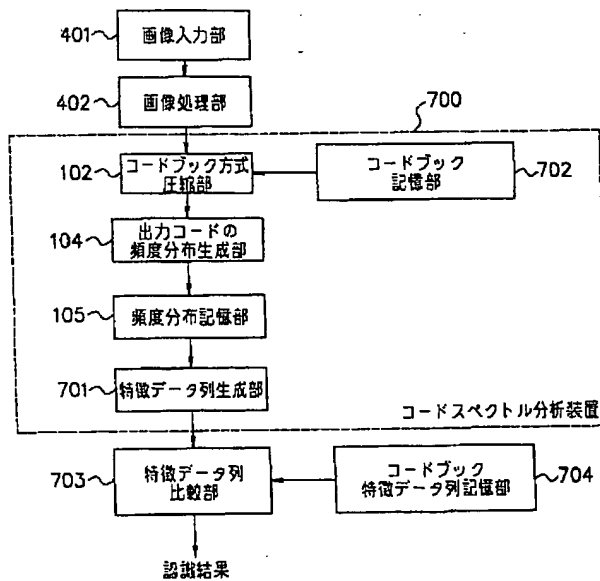 401
画像入力部
402
画像処理部
700
102
コードブック方式
圧縮部
コードブック
記憶部
702
104
出力コードの
頻度分布生成部
105
頻度分布記憶部
701
特徴データ列生成部
コードスペクトル分析装置
703
特徴データ列
比較部
コードブック
特徴データ列記憶部
704
認識結果